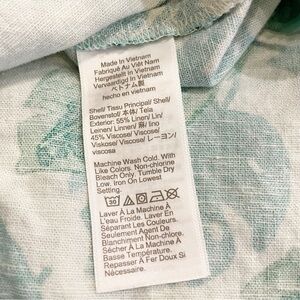 Made In Vietnam
Fabriqué Au Viêt Nam
Hergestellt in Vietnam
Vervaardigd in Vietnam
ベトナム製
hecho en vietnam
Shell/ Tissu Principal/ Shell/
Bovenstof/ 本体/ Tela
Exterior: 55% Linen/ Lin/
Leinen/ Linnen/ 麻/ lino
45% Viscose/ Viscose/
Viskose/ Viscose/ レーヨン/
viscosa
Machine Wash Cold. With
Like Colors. Non-chlorine
Bleach Only. Tumble Dry
Low. Iron On Lowest
Setting.
Laver À La Machine À
L'eau Froide. Laver En
Séparant Les Couleurs.
Seulement Agent De
Blanchiment Non-chlore.
Sécher À La Machine À
Basse Température.
Repasser À Fer Doux Si
Nécessaire.